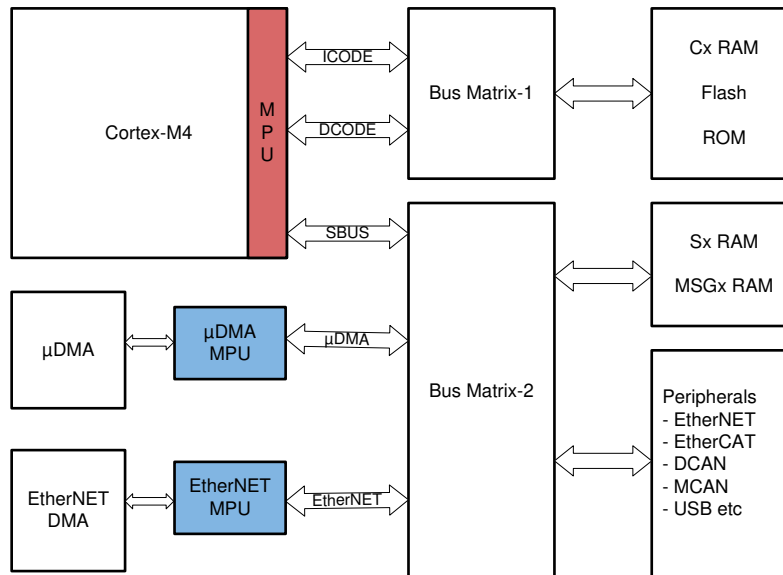 Cortex-M4
M
P
U
ICODE
DCODE
SBUS
Bus Matrix-1
Cx RAM
Flash
ROM
Sx RAM
MSGx RAM
µDMA
µDMA
MPU
µDMA
Bus Matrix-2
EtherNET
DMA
EtherNET
MPU
EtherNET
Peripherals
- EtherNET
- EtherCAT
- DCAN
- MCAN
- USB etc